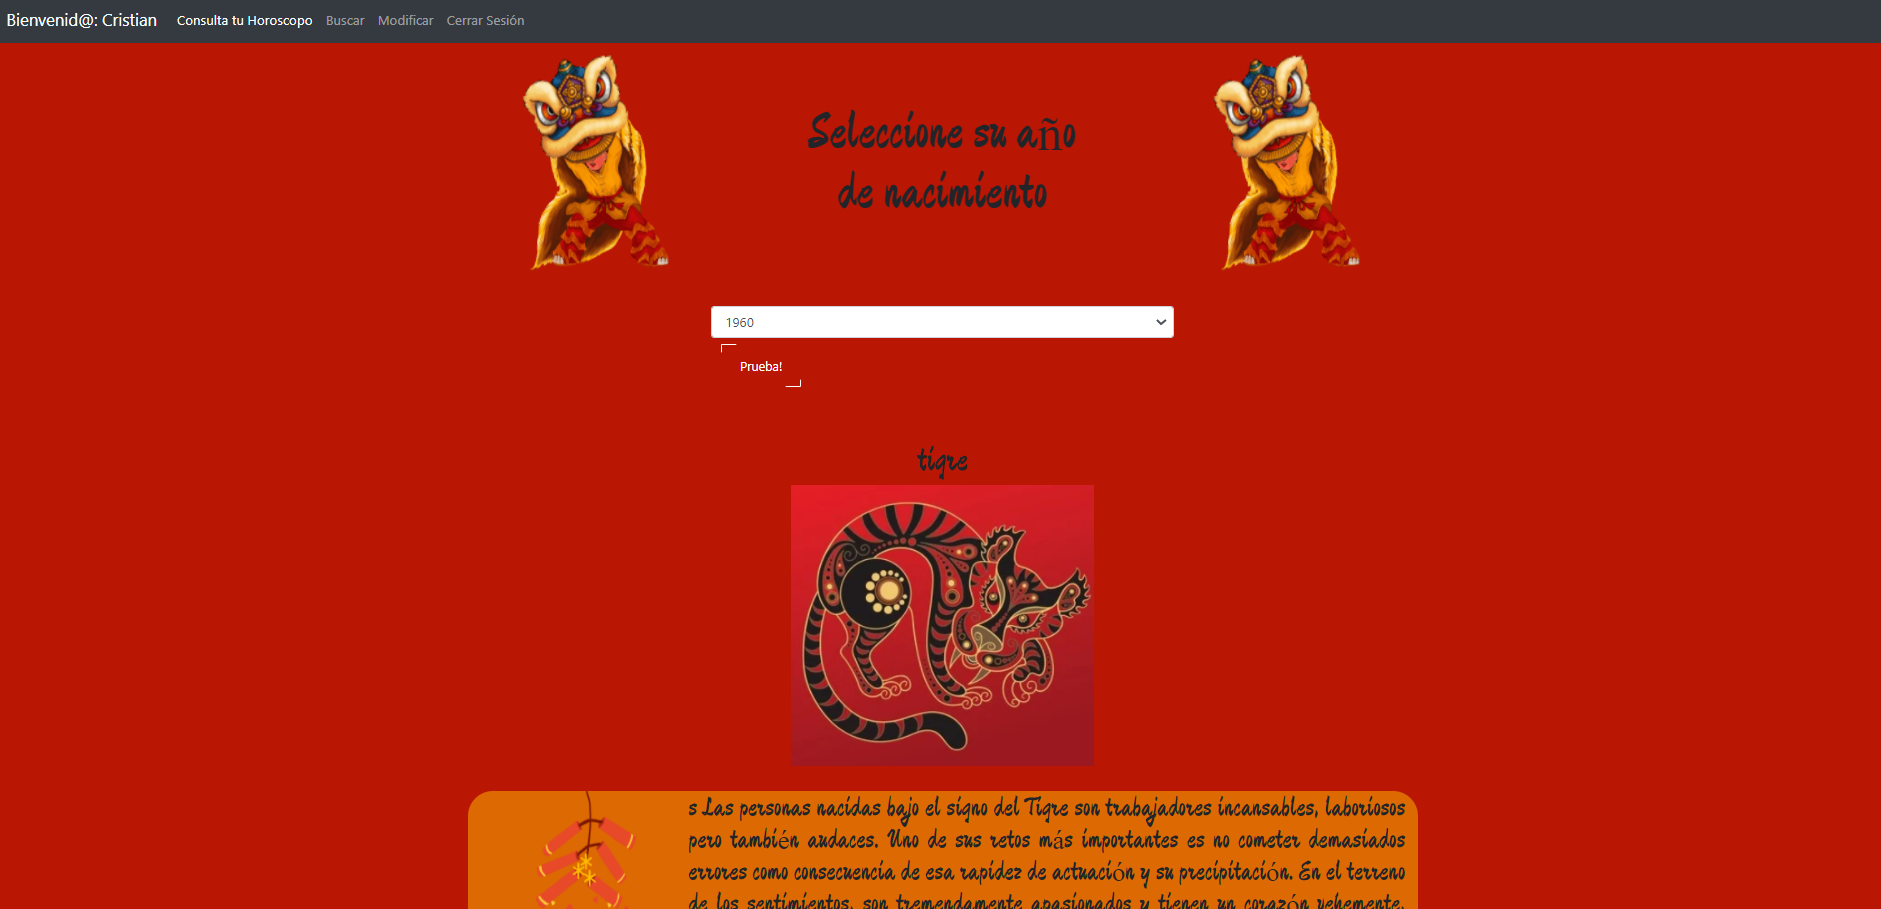 Bienvenid@: Cristian Consulta tu Horoscopo Buscar Modificar Cerrar Sesión
Seleccione su año
de nacimiento
1960
Prueba!
tigre
s Las personas nacidas bajo el signo del Tigre son trabajadores incansables, laboriosos
pero también audaces. Uno de sus retos más importantes es no cometer demasiados
errores como consecuencia de esa rapidez de actuación y su precipitación. En el terreno
de los sentimientos, son tremendamente apasionados y tienen un corazón vehemente,